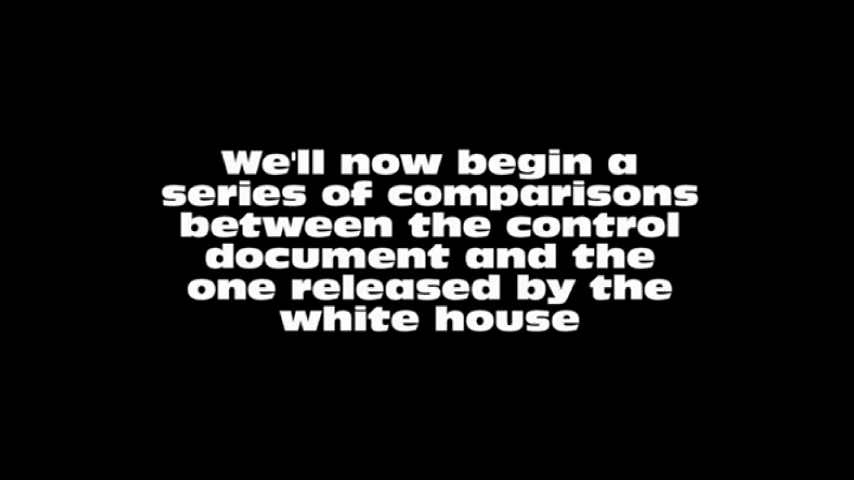 We'll now begin a
series of comparisons
between the control
document and the
one released by the
white house